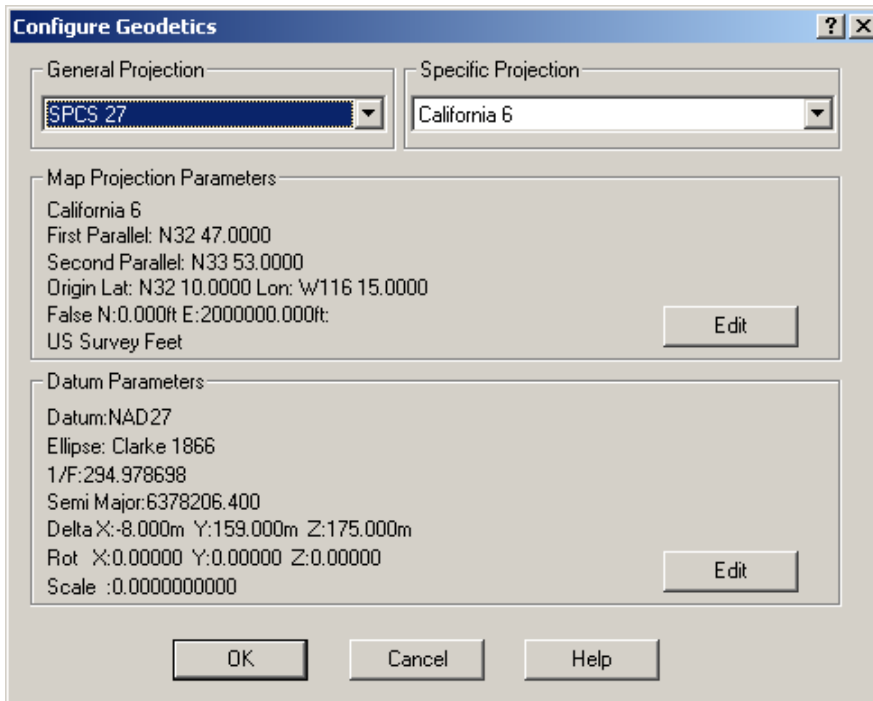 Configure Geodetics
General Projection
SPCS 27
Specific Projection
California 6
Map Projection Parameters
California 6
First Parallel: N32 47.0000
Second Parallel: N33 53.0000
Origin Lat: N32 10.0000 Lon: W116 15.0000
False N:0.000ft E:2000000.000ft:
US Survey Feet
Edit
Datum Parameters
Datum:NAD27
Ellipse: Clarke 1866
1/F:294.978698
Semi Major:6378206.400
Delta X:-8.000m Y:159.000m Z:175.000m
Rot X:0.00000 Y:0.00000 Z:0.00000
Scale :0.0000000000
Edit
OK Cancel Help